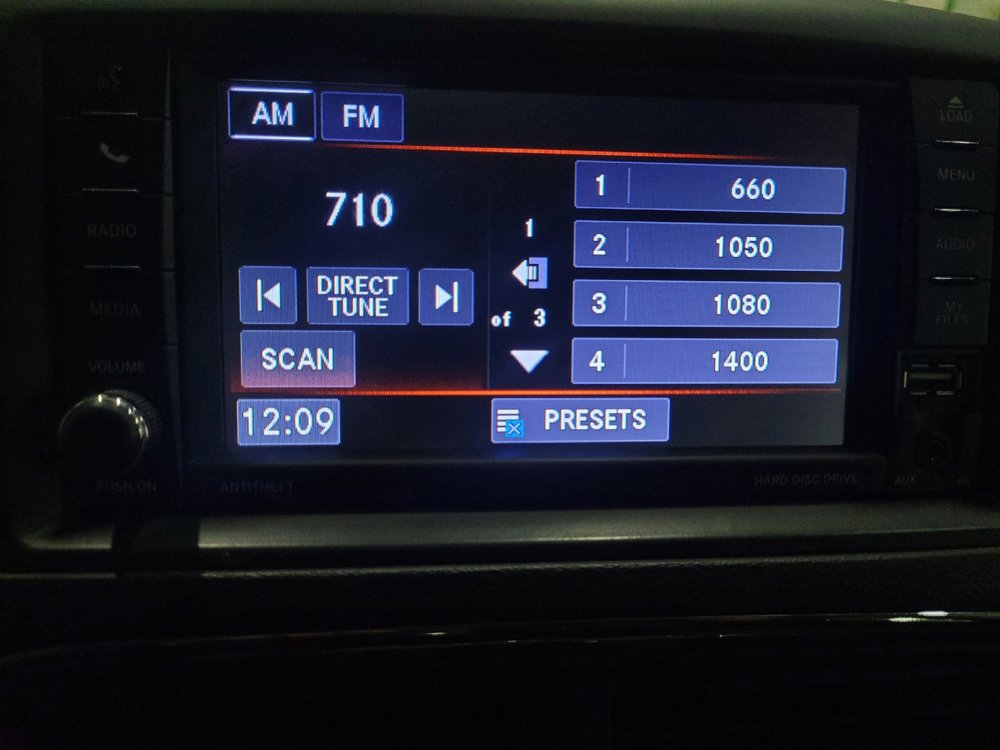 AM FM
LOAD
MENU
AUDIO
MY
FILES
RADIO
MEDIA
VOLUME
PUSH ON
710
DIRECT
TUNE
SCAN
12:09
1
of 3
1 660
2 1050
3 1080
4 1400
PRESETS
ANTITHEFT
HARD DISC DRIVE
AUX